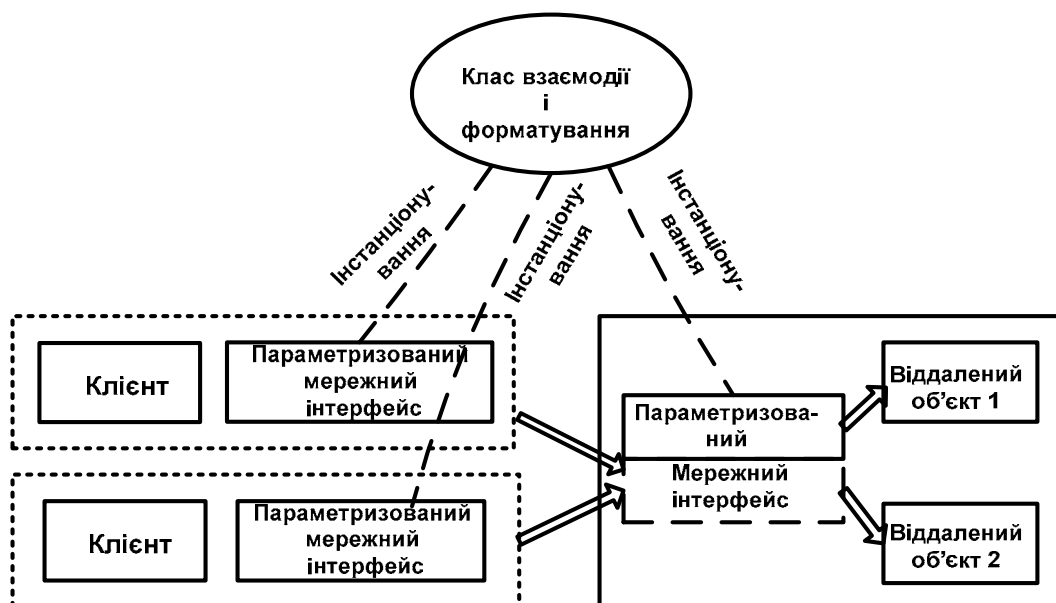 Клас взаємодії
і
форматування
Інстанціону-
вання
Інстанціону-
вання
Інстанціону-
вання
Клієнт
Параметризований
мережний
інтерфейс
Параметризова-
ний
Мережний
інтерфейс
Віддалений
об’єкт 1
Клієнт
Параметризований
мережний
інтерфейс
Віддалений
об’єкт 2